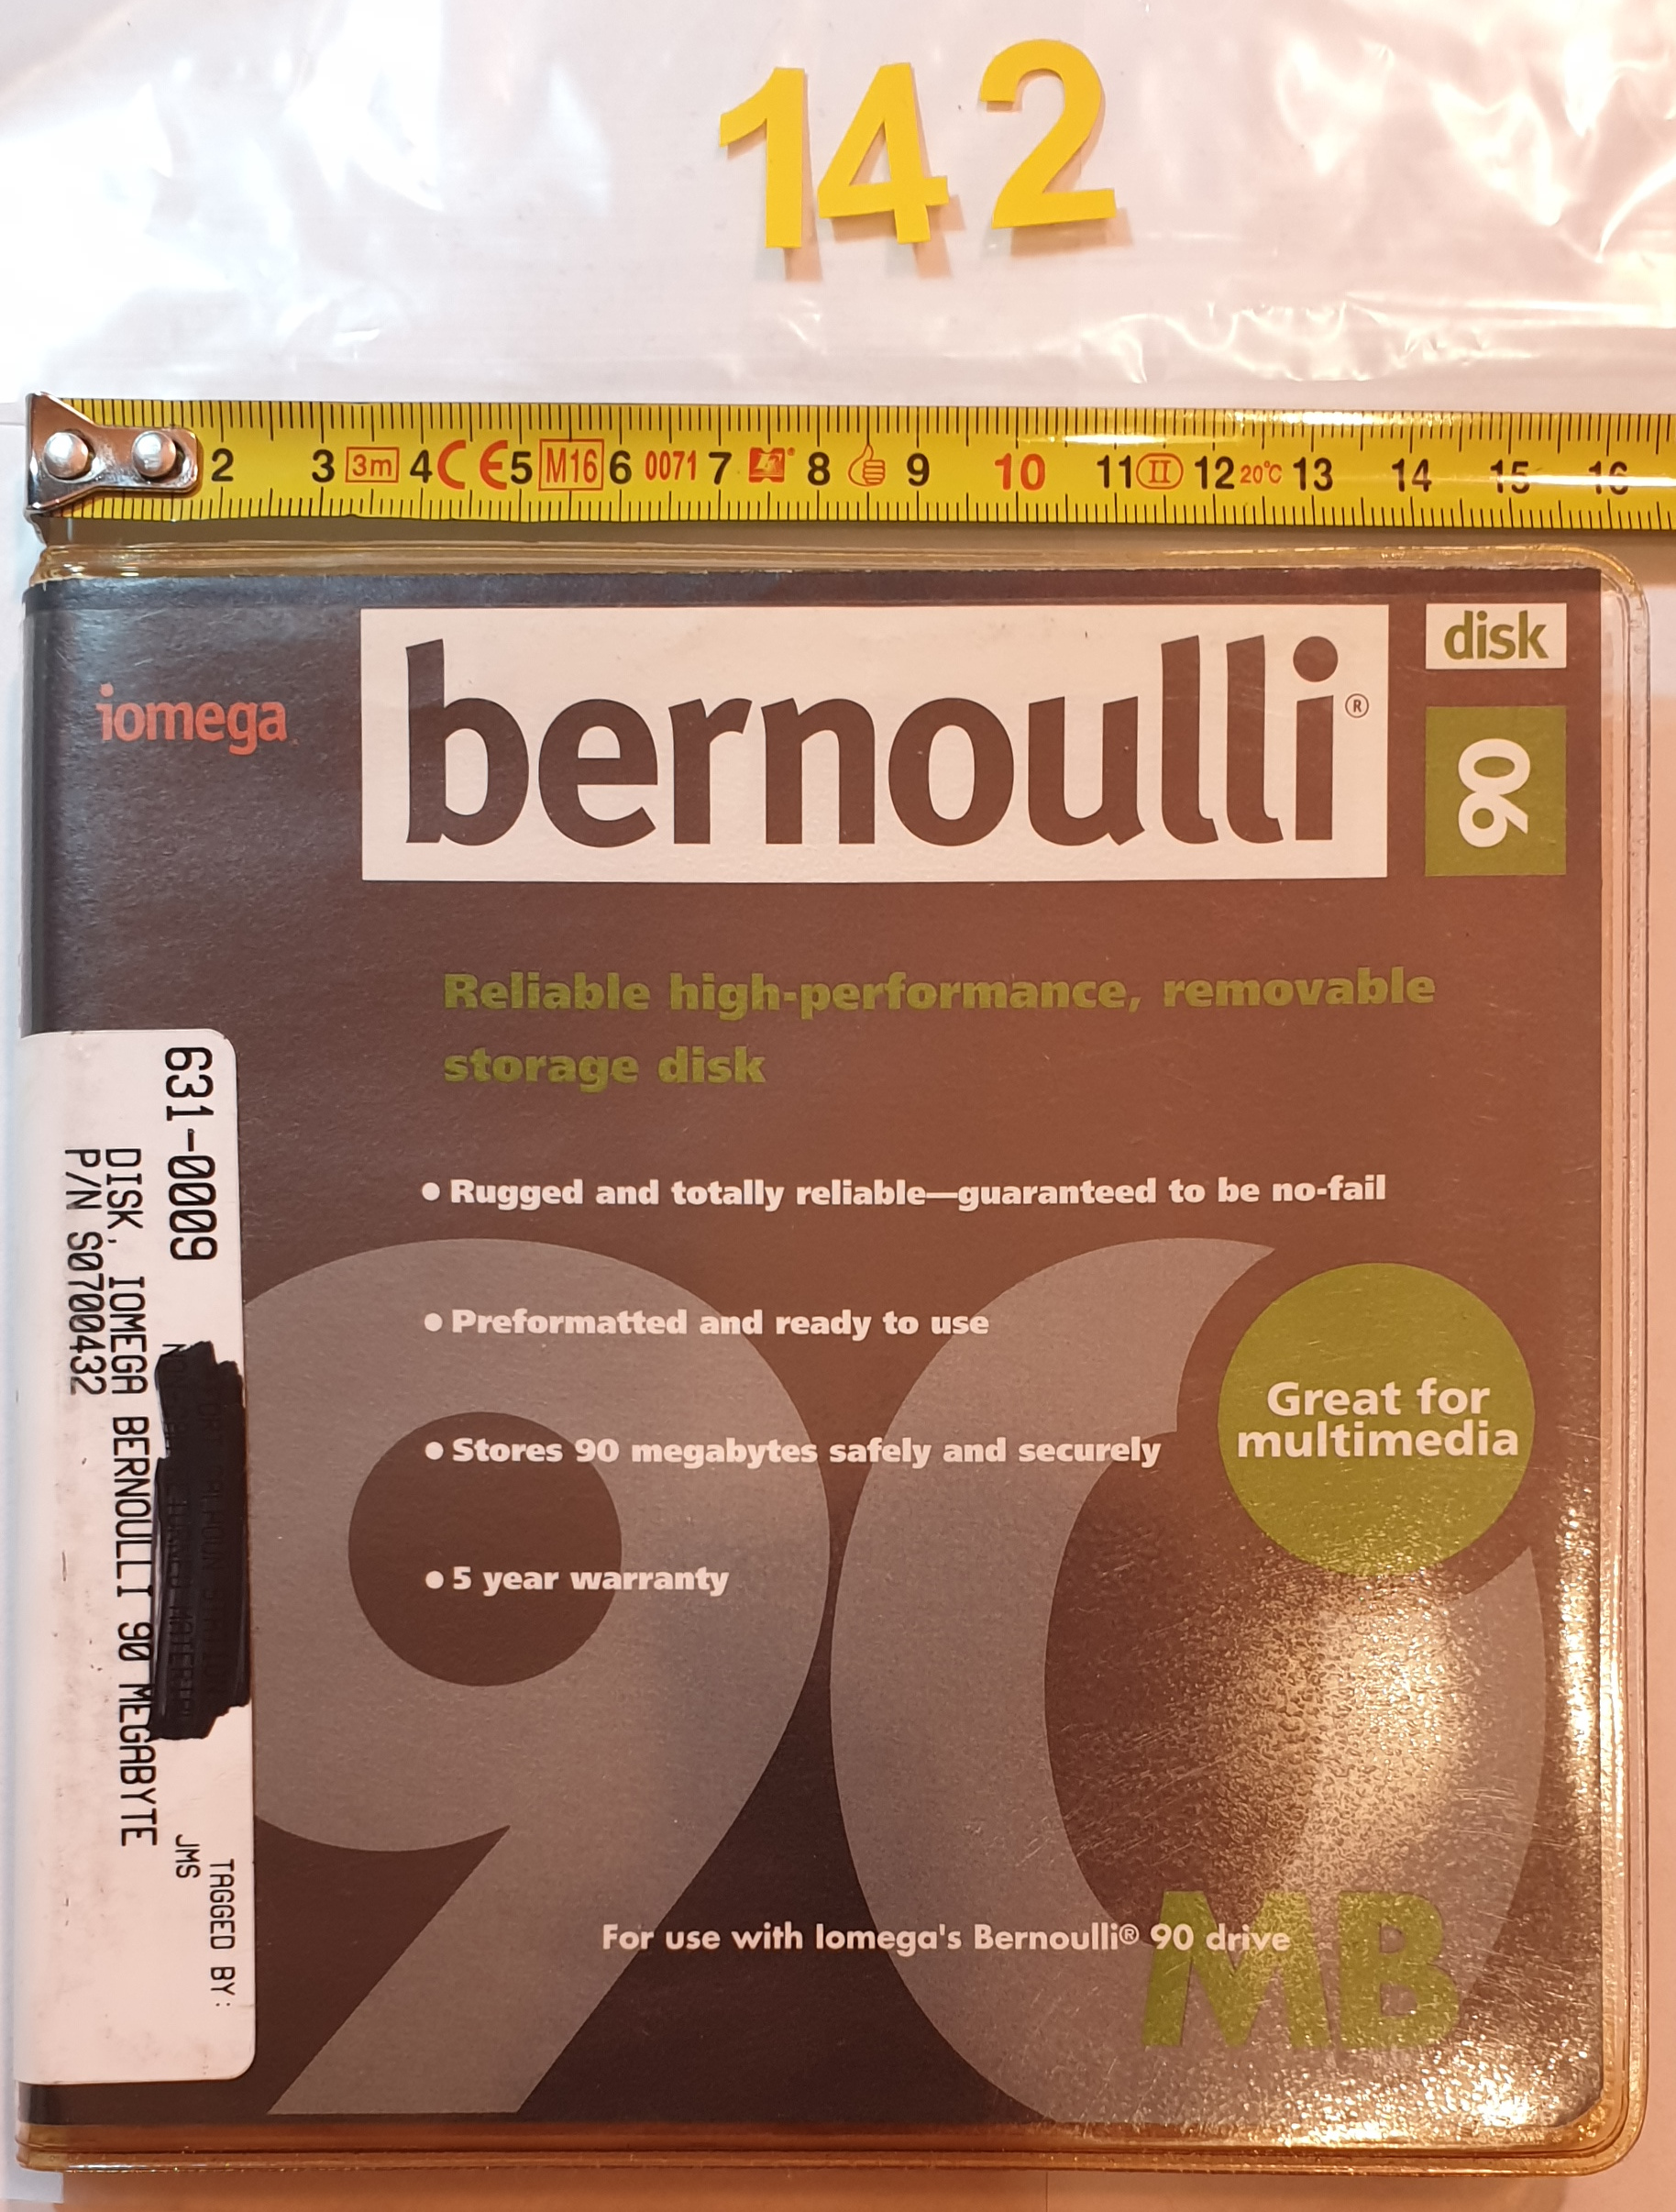 142
2 3 3m 4 CE 5 M16 6 0071 7 8 9 10 11 II 12 20°C 13 14 15 16
iomega
bernoulli®
disk
90
Reliable high-performance, removable
storage disk
• Rugged and totally reliable—guaranteed to be no-fail
• Preformatted and ready to use
• Stores 90 megabytes safely and securely
• 5 year warranty
Great for
multimedia
90
For use with Iomega's Bernoulli® 90 drive
MB
TAGGED BY:
631-0009
JMS
DISK, IOMEGA BERNOULLI 90 MEGABYTE
P/N S0700432